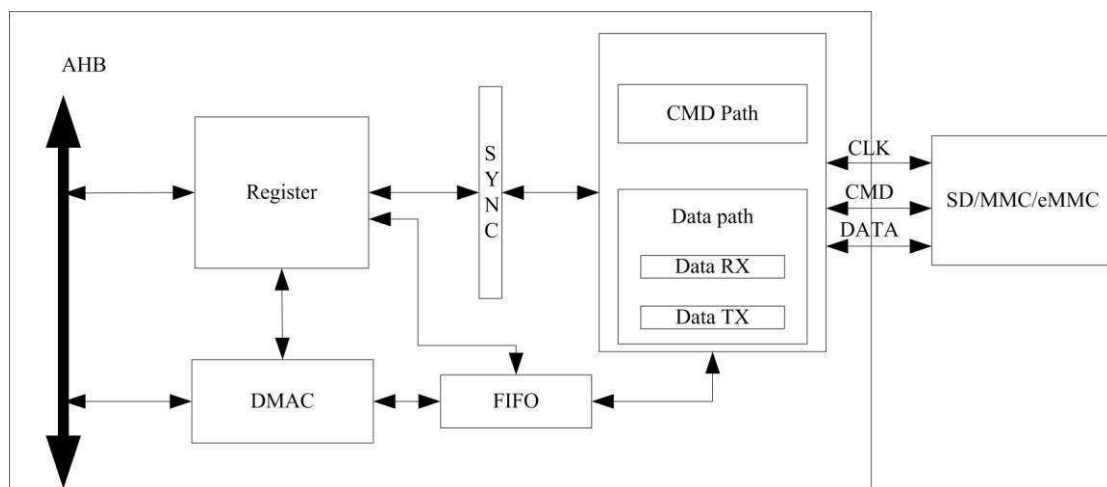 AHB
Register
S
Y
N
C
CMD Path
Data path
Data RX
Data TX
CLK
CMD
DATA
SD/MMC/eMMC
DMAC
FIFO